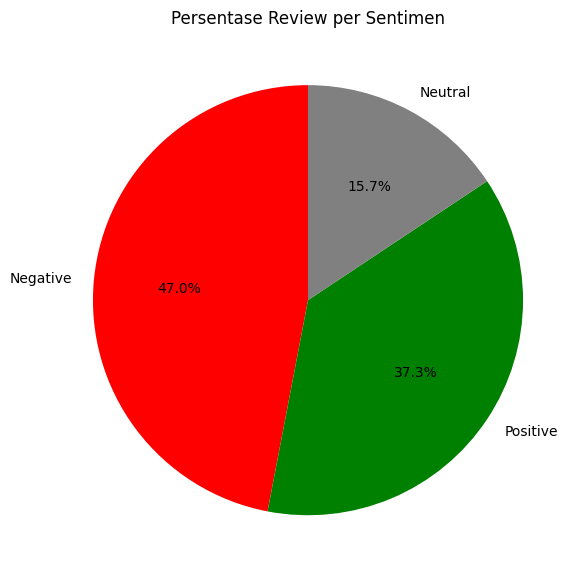 Persentase Review per Sentimen
Neutral
15.7%
Negative
47.0%
37.3%
Positive